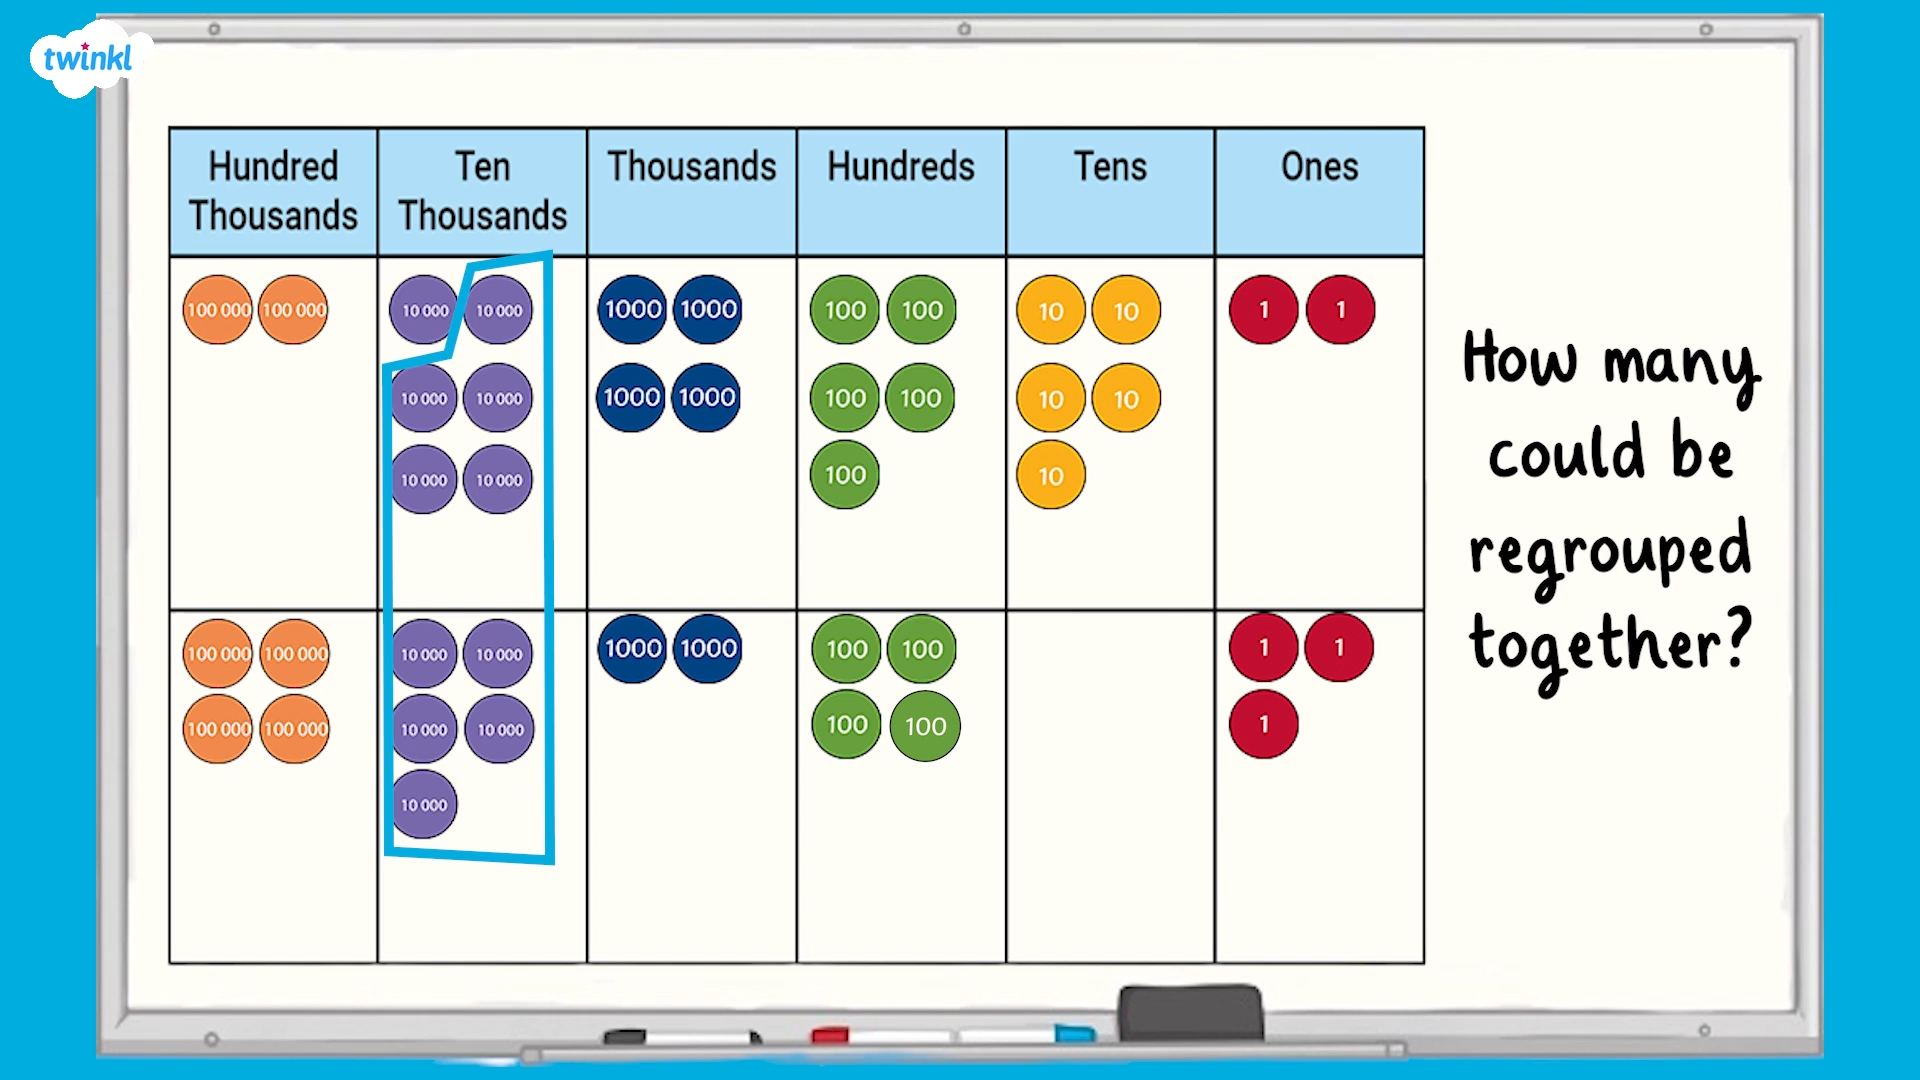 twinkl
Hundred Thousands
Ten Thousands
Thousands
Hundreds
Tens
Ones
100 000 100 000
10 000 10 000
1000 1000
100 100
10 10
1 1
10 000 10 000
1000 1000
100 100
10 10
10 000 10 000
100
10
100 000 100 000
10 000 10 000
1000 1000
100 100
1 1
100 000 100 000
10 000 10 000
100 100
1
10 000
How many
could be
regrouped
together?